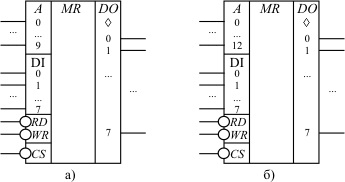 A MR DO
0 ◊
... ... 0
9 1
DI
0 ...
1
... ...
7
RD 7
WR
CS
а)
A MR DO
0 ◊
... ... 0
12 1
DI
0 ...
1
... ...
7
RD 7
WR
CS
б)